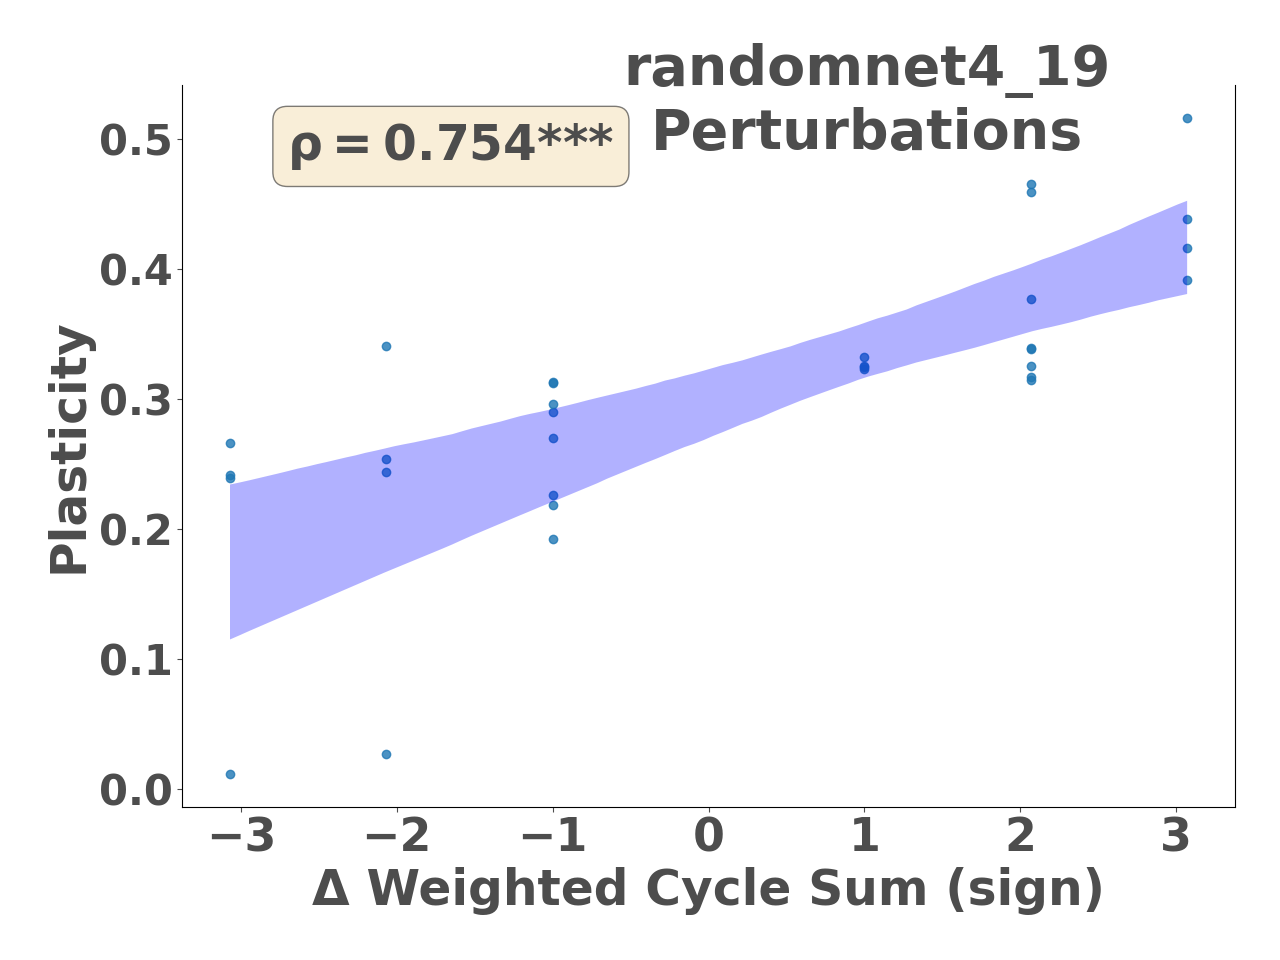 randomnet4_19
Perturbations
ρ = 0.754***
0.5
0.4
0.3
0.2
0.1
0.0
Plasticity
−3 −2 −1 0 1 2 3
Δ Weighted Cycle Sum (sign)